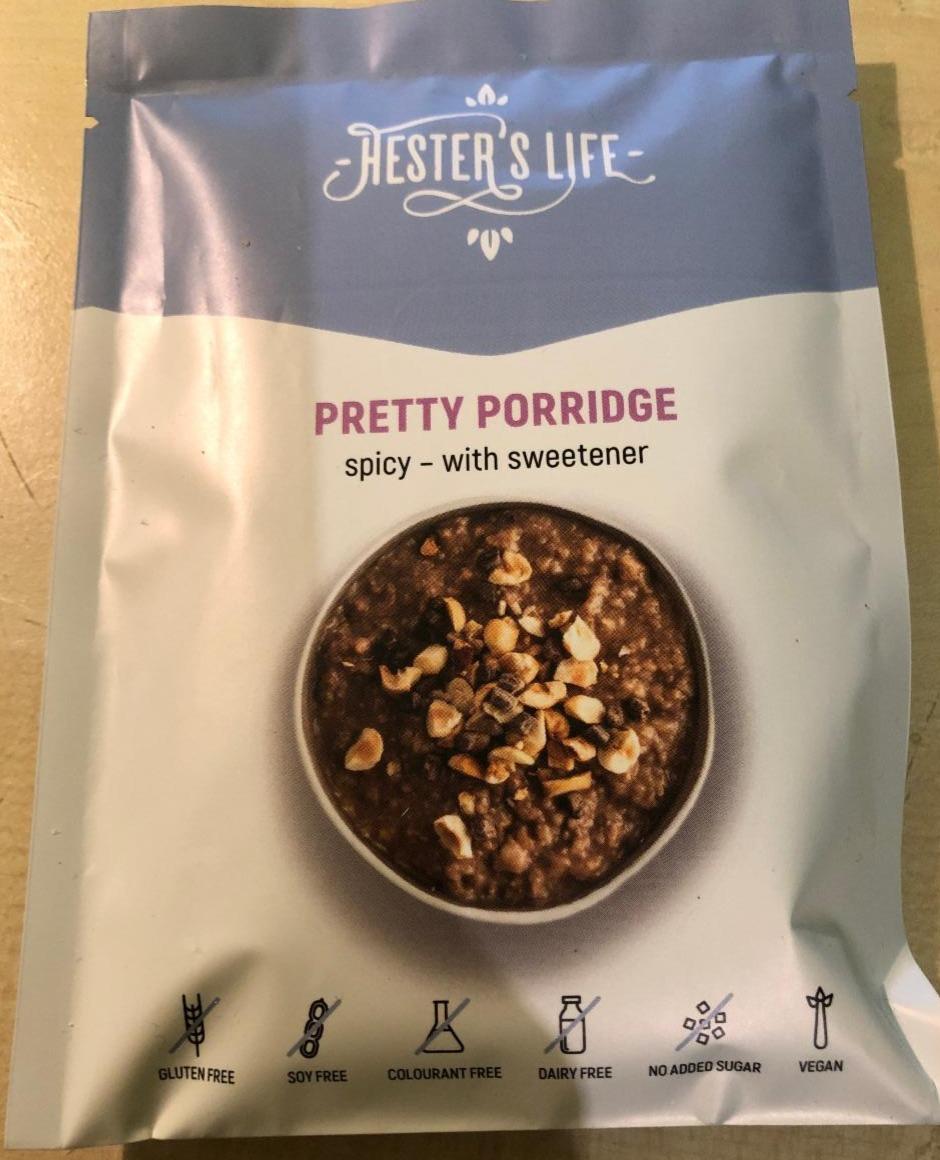 -HESTER'S LIFE-
PRETTY PORRIDGE
spicy – with sweetener
GLUTEN FREE
SOY FREE
COLOURANT FREE
DAIRY FREE
NO ADDED SUGAR
VEGAN